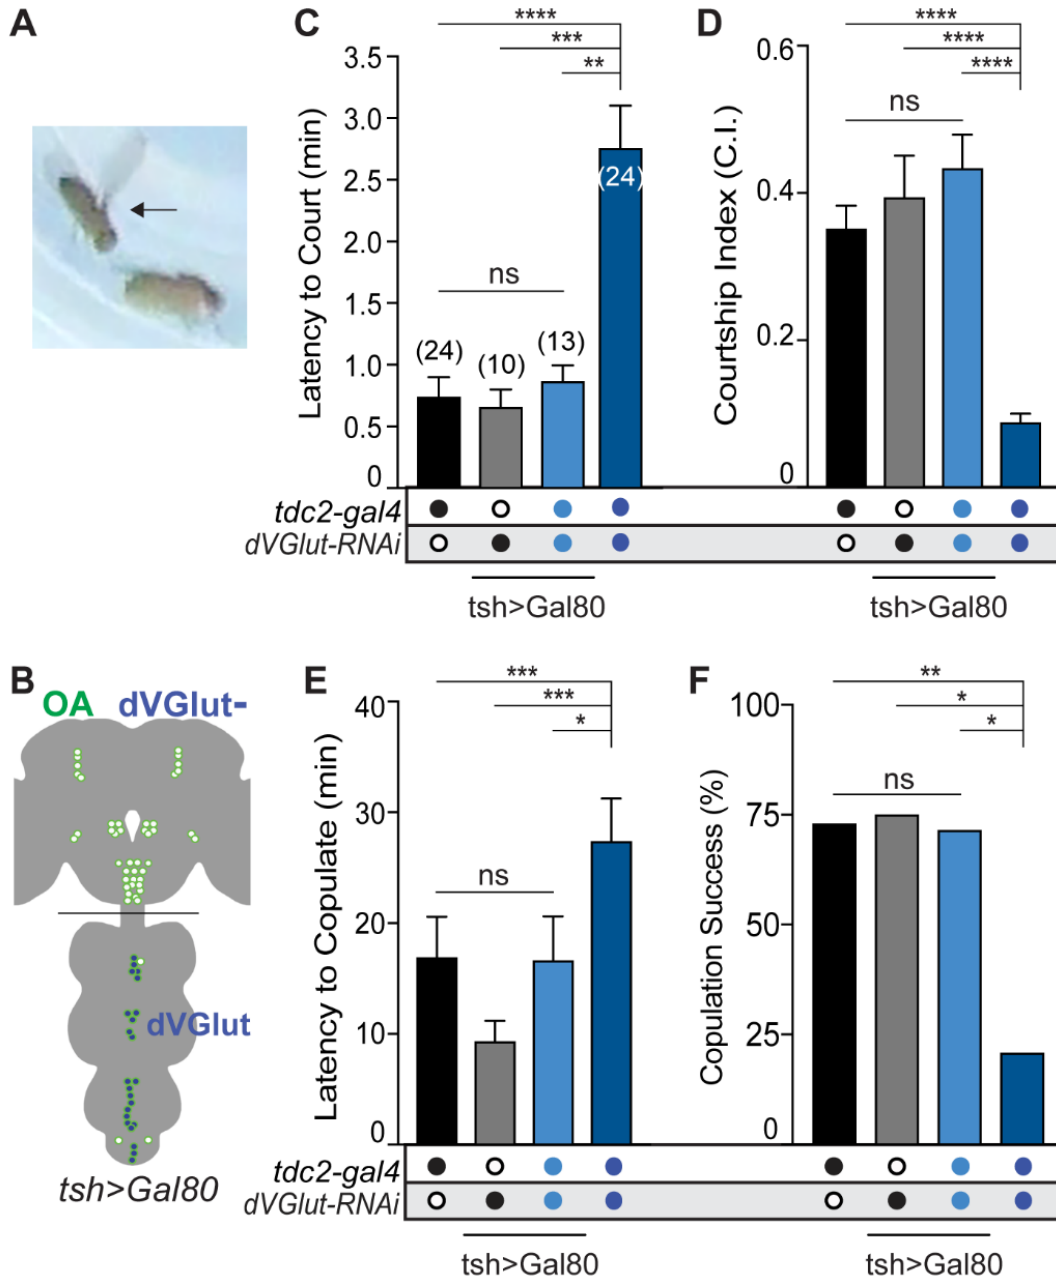 A
B
OA dVGlut-
dVGlut
tsh>Gal80
C
****
***
**
Latency to Court (min)
3.5
3.0
2.5
2.0
1.5
1.0
0.5
0
ns
(24)
(10)
(13)
(24)
tdc2-gal4
dVGlut-RNAi
tsh>Gal80
D
****
****
****
Courtship Index (C.I.)
0.6
0.4
0.2
0
ns
tsh>Gal80
E
***
***
*
Latency to Copulate (min)
40
30
20
10
0
ns
tdc2-gal4
dVGlut-RNAi
tsh>Gal80
F
**
*
*
Copulation Success (%)
100
75
50
25
0
ns
tsh>Gal80